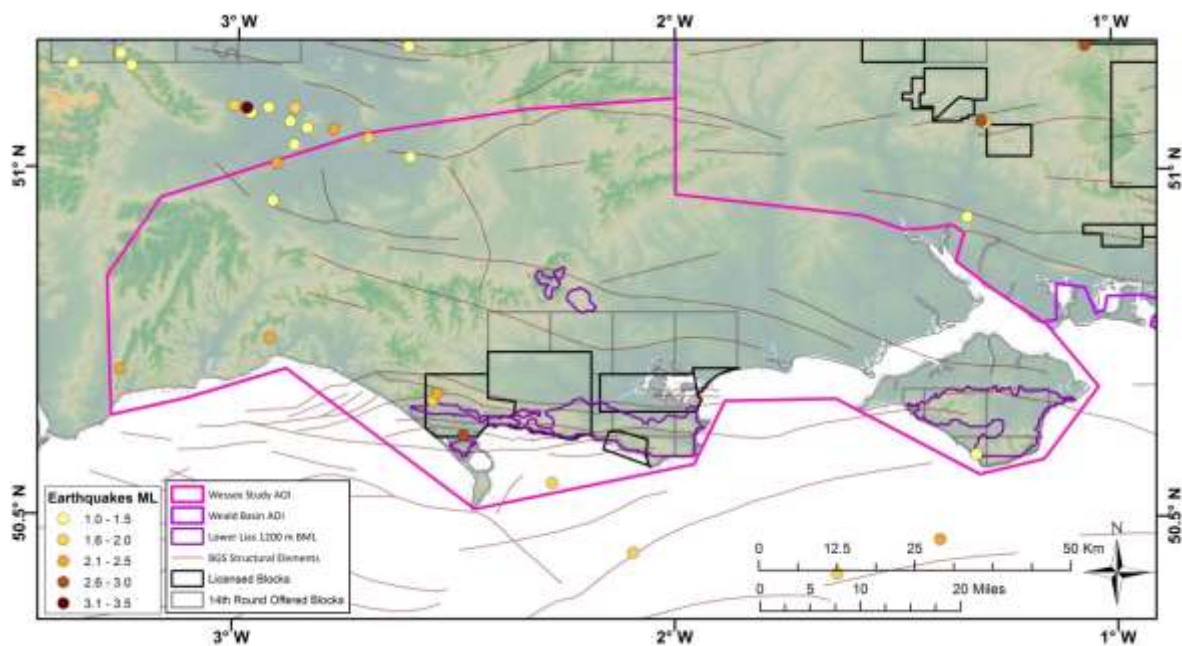 3° W 2° W 1° W
51° N 51° N
50.5° N 50.5° N
Earthquakes ML
1.0 - 1.5
1.6 - 2.0
2.1 - 2.5
2.6 - 3.0
3.1 - 3.5
Wessex Study AOI
Weald Basin AOI
Lower Lias 1200 m BML
BGS Structural Elements
Licensed Blocks
14th Round Offered Blocks
N
0 12.5 25 50 Km
0 5 10 20 Miles
3° W 2° W 1° W